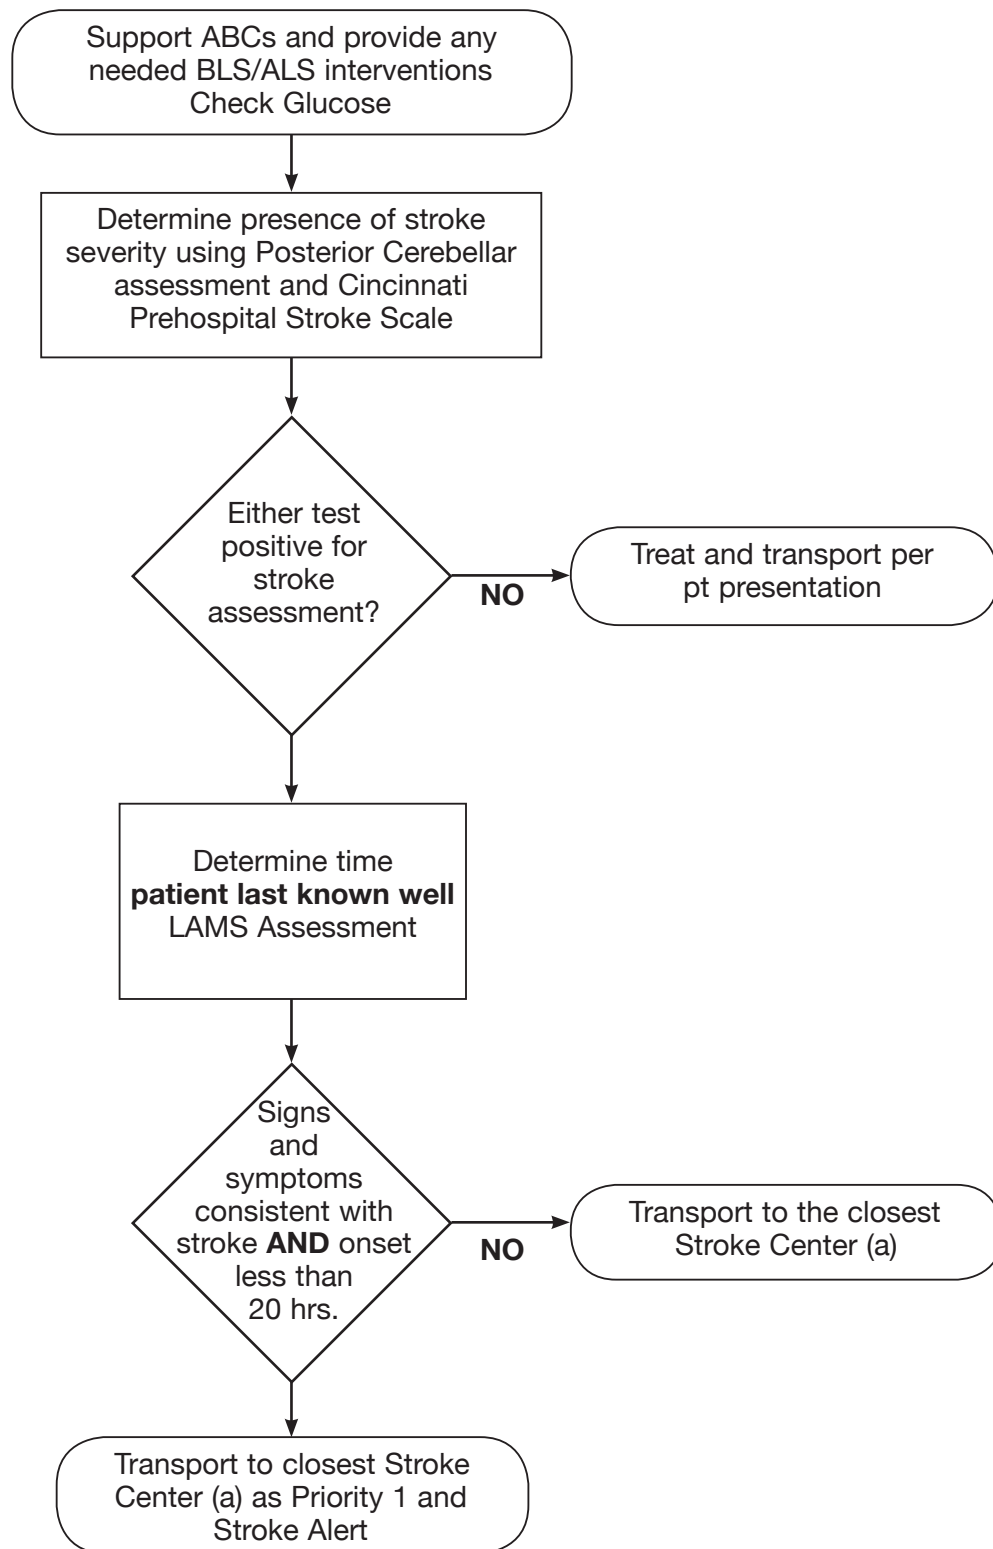 Support ABCs and provide any
needed BLS/ALS interventions
Check Glucose
Determine presence of stroke
severity using Posterior Cerebellar
assessment and Cincinnati
Prehospital Stroke Scale
Either test
positive for
stroke
assessment?
NO
Treat and transport per
pt presentation
Determine time
patient last known well
LAMS Assessment
Signs
and
symptoms
consistent with
stroke AND onset
less than
20 hrs.
NO
Transport to the closest
Stroke Center (a)
Transport to closest Stroke
Center (a) as Priority 1 and
Stroke Alert